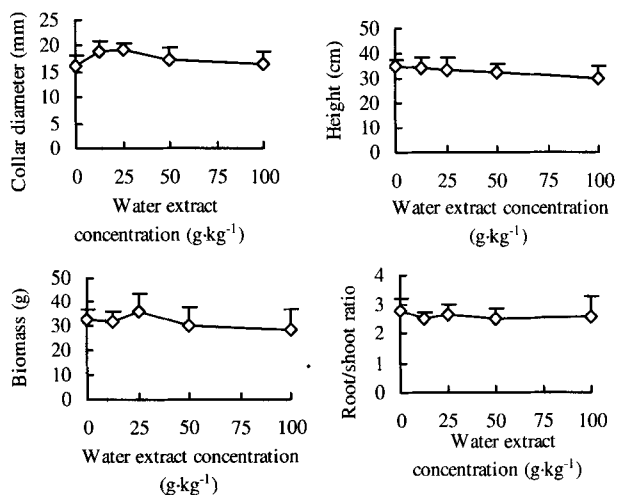 Collar diameter (mm)
25
20
15
10
5
0
0 25 50 75 100
Water extract
concentration (g·kg⁻¹)
Height (cm)
50
40
30
20
10
0
0 25 50 75 100
Water extract concentration
(g·kg⁻¹)
Biomass (g)
50
40
30
20
10
0
0 25 50 75 100
Water extract concentration
(g·kg⁻¹)
Root/shoot ratio
4
3
2
1
0
0 25 50 75 100
Water extract
concentration (g·kg⁻¹)